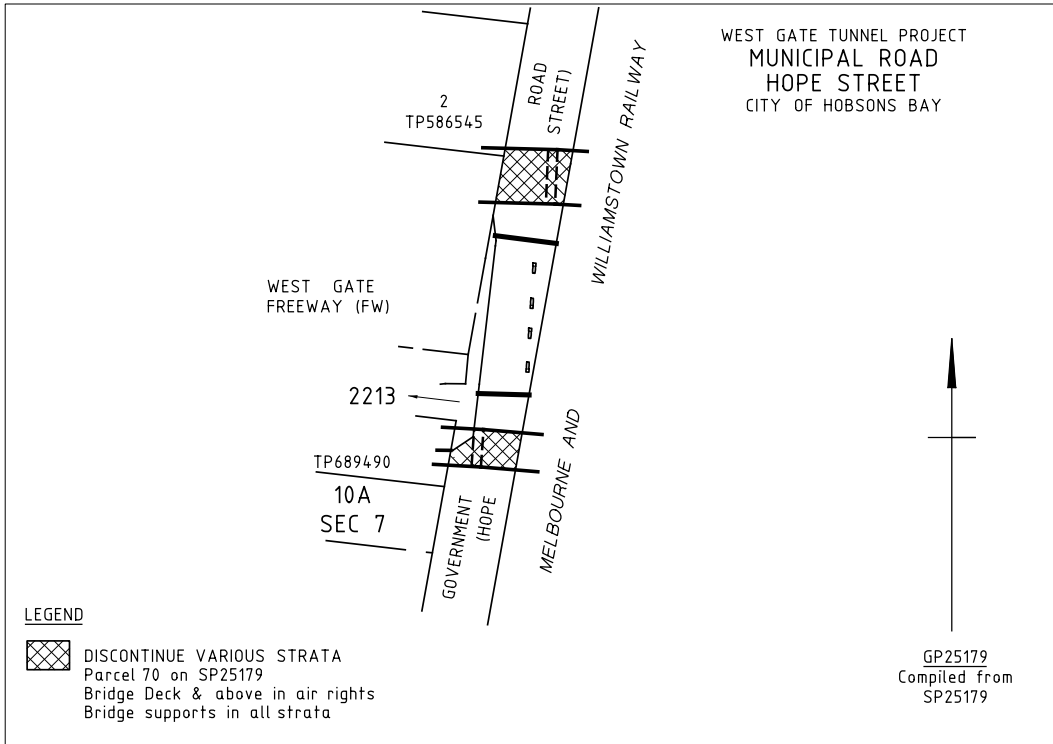 WEST GATE TUNNEL PROJECT
MUNICIPAL ROAD
HOPE STREET
CITY OF HOBSONS BAY
2
TP586545
ROAD
STREET)
WILLIAMSTOWN RAILWAY
WEST GATE
FREEWAY (FW)
2213
TP689490
10A
SEC 7
GOVERNMENT
(HOPE
MELBOURNE AND
LEGEND
DISCONTINUE VARIOUS STRATA
Parcel 70 on SP25179
Bridge Deck & above in air rights
Bridge supports in all strata
GP25179
Compiled from
SP25179